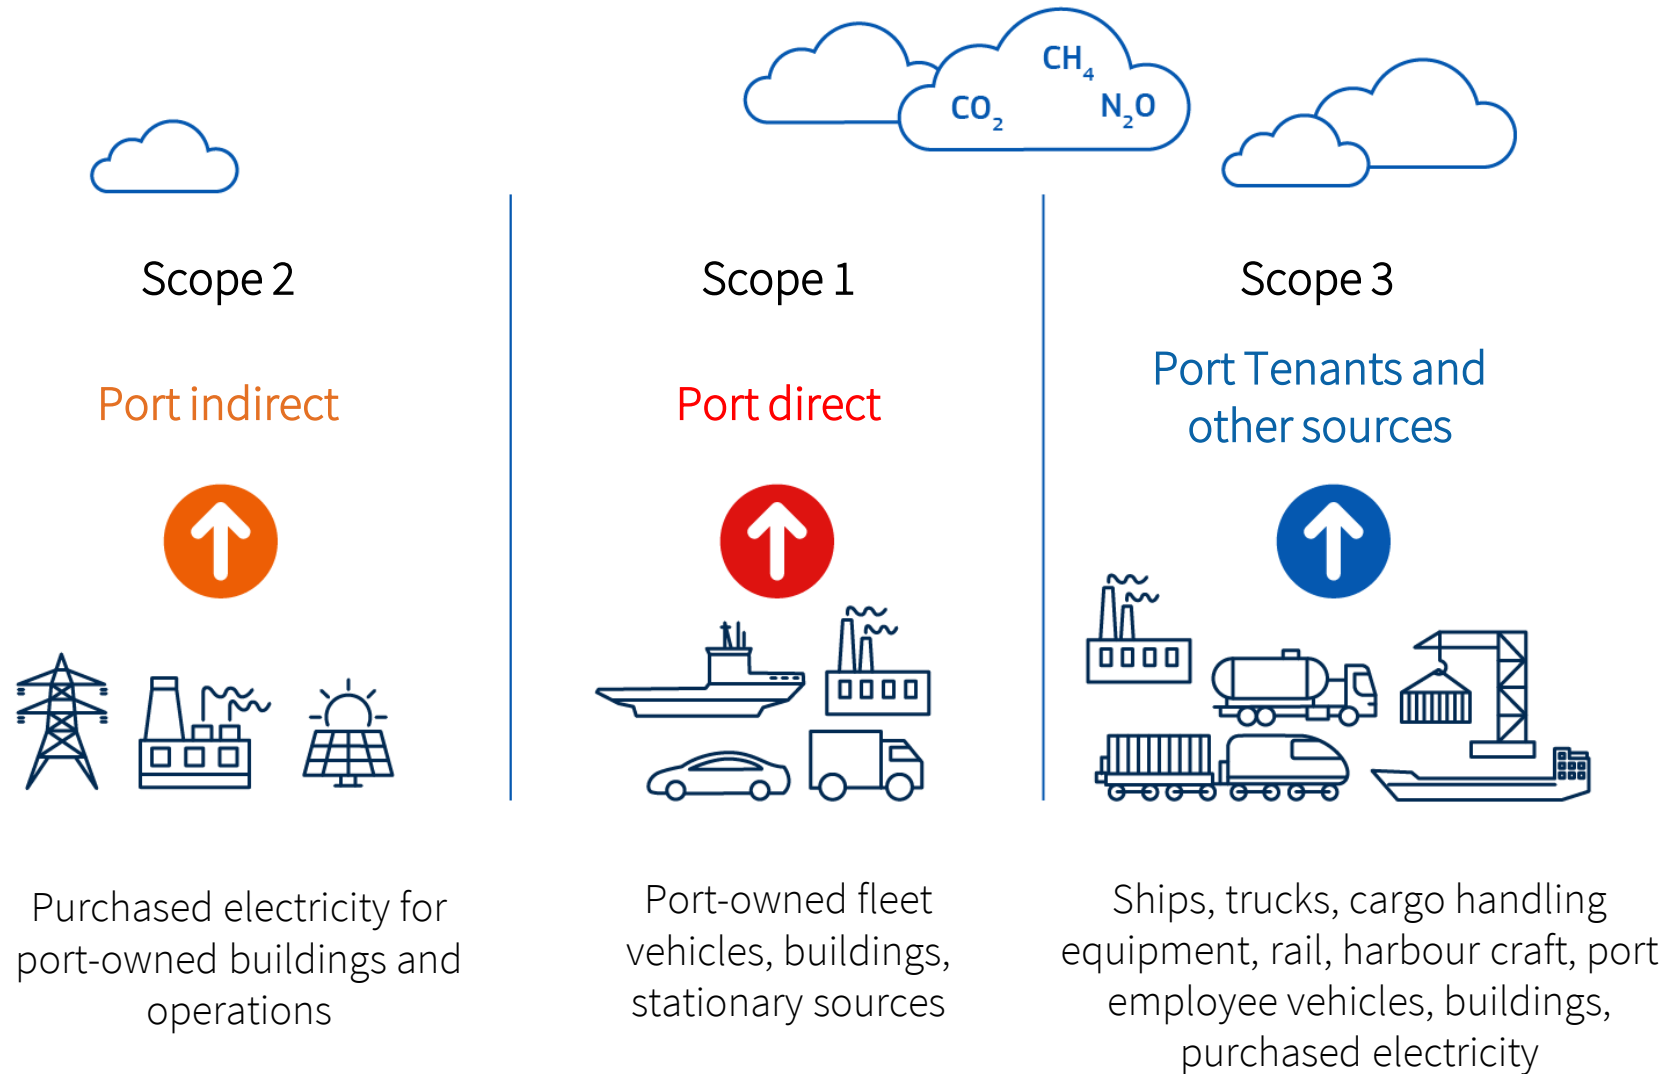 CH₄
CO₂
N₂O
Scope 2
Port indirect
Purchased electricity for
port-owned buildings and
operations
Scope 1
Port direct
Port-owned fleet
vehicles, buildings,
stationary sources
Scope 3
Port Tenants and
other sources
Ships, trucks, cargo handling
equipment, rail, harbour craft, port
employee vehicles, buildings,
purchased electricity